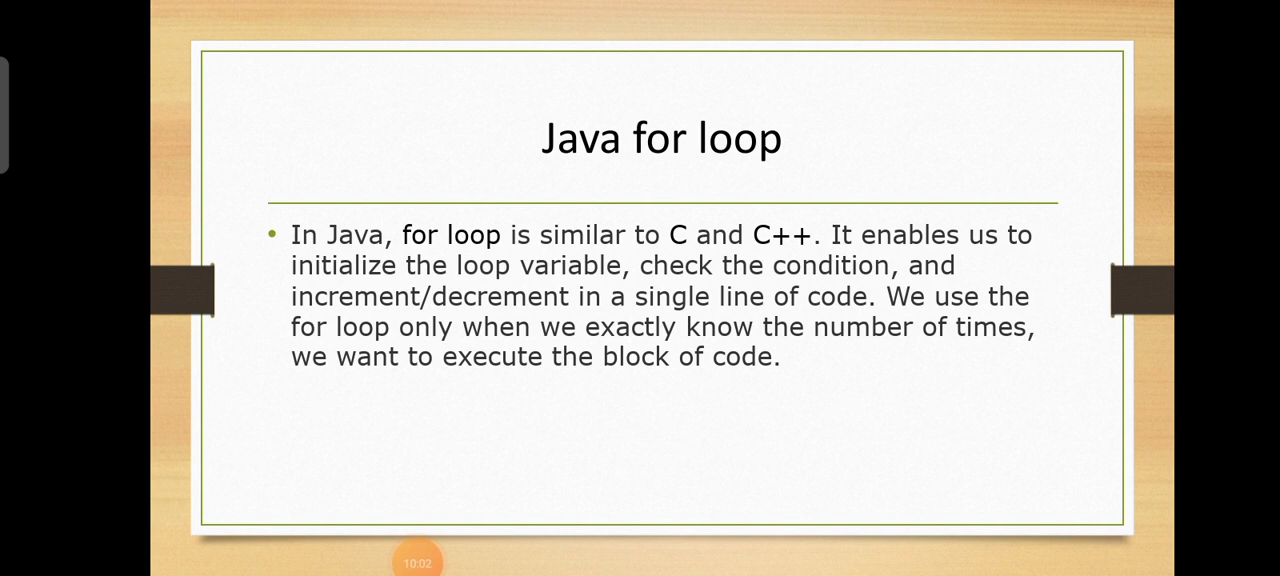 Java for loop
• In Java, for loop is similar to C and C++. It enables us to
initialize the loop variable, check the condition, and
increment/decrement in a single line of code. We use the
for loop only when we exactly know the number of times,
we want to execute the block of code.
10:02